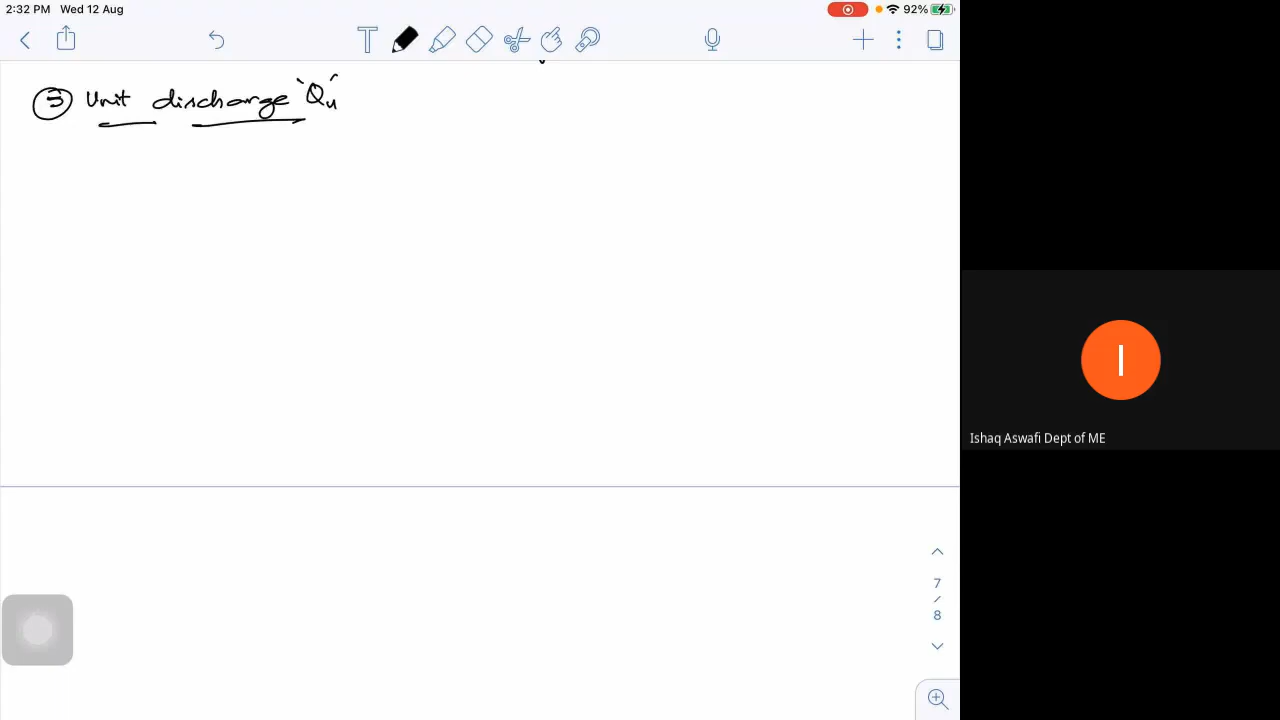 2:32 PM Wed 12 Aug
92%
3 Unit discharge "Qu"
T
7
/
8
I
Ishaq Aswafi Dept of ME